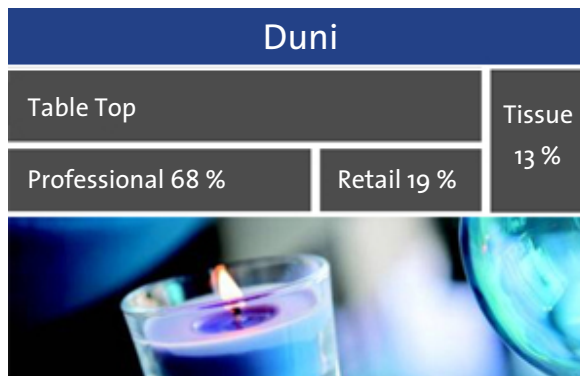 Duni
Table Top
Tissue
13 %
Professional 68 %
Retail 19 %